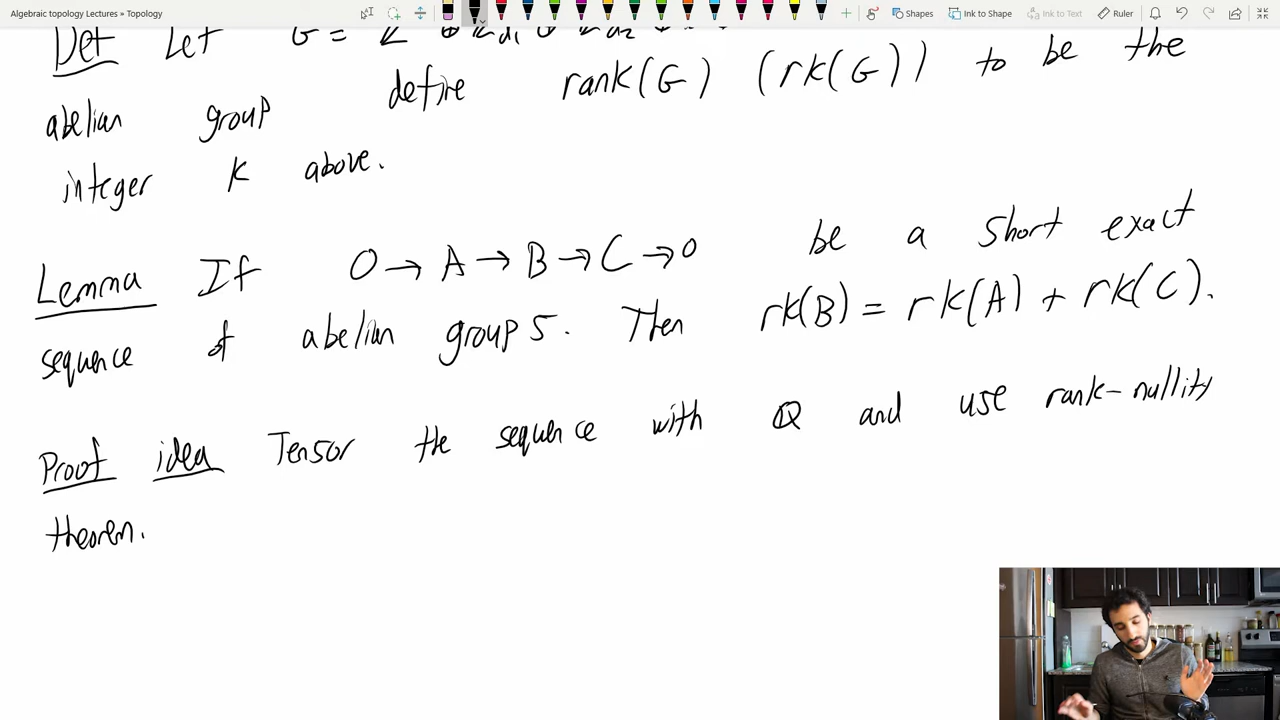 Algebraic topology Lectures » Topology
Shapes Ink to Shape Ink to Text Ruler
Def Let G =
abelian group define rank(G) (rk(G)) to be the
integer k above.
Lemma If 0 → A → B → C → 0 be a short exact
sequence of abelian groups. Then rk(B) = rk(A) + rk(C).
Proof idea Tensor the sequence with ℚ and use rank-nullity
theorem.